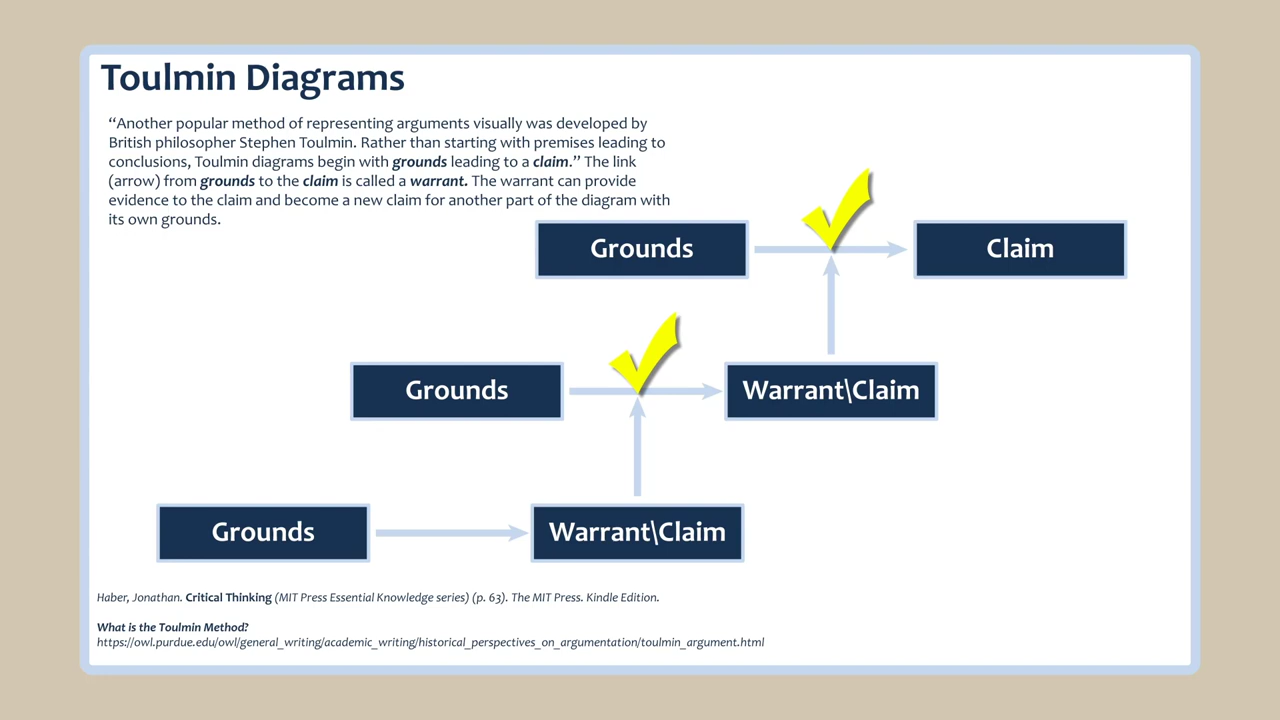 Toulmin Diagrams
“Another popular method of representing arguments visually was developed by
British philosopher Stephen Toulmin. Rather than starting with premises leading to
conclusions, Toulmin diagrams begin with grounds leading to a claim.” The link
(arrow) from grounds to the claim is called a warrant. The warrant can provide
evidence to the claim and become a new claim for another part of the diagram with
its own grounds.
Grounds
Claim
Grounds
Warrant\Claim
Grounds
Warrant\Claim
Haber, Jonathan. Critical Thinking (MIT Press Essential Knowledge series) (p. 63). The MIT Press. Kindle Edition.
What is the Toulmin Method?
https://owl.purdue.edu/owl/general_writing/academic_writing/historical_perspectives_on_argumentation/toulmin_argument.html